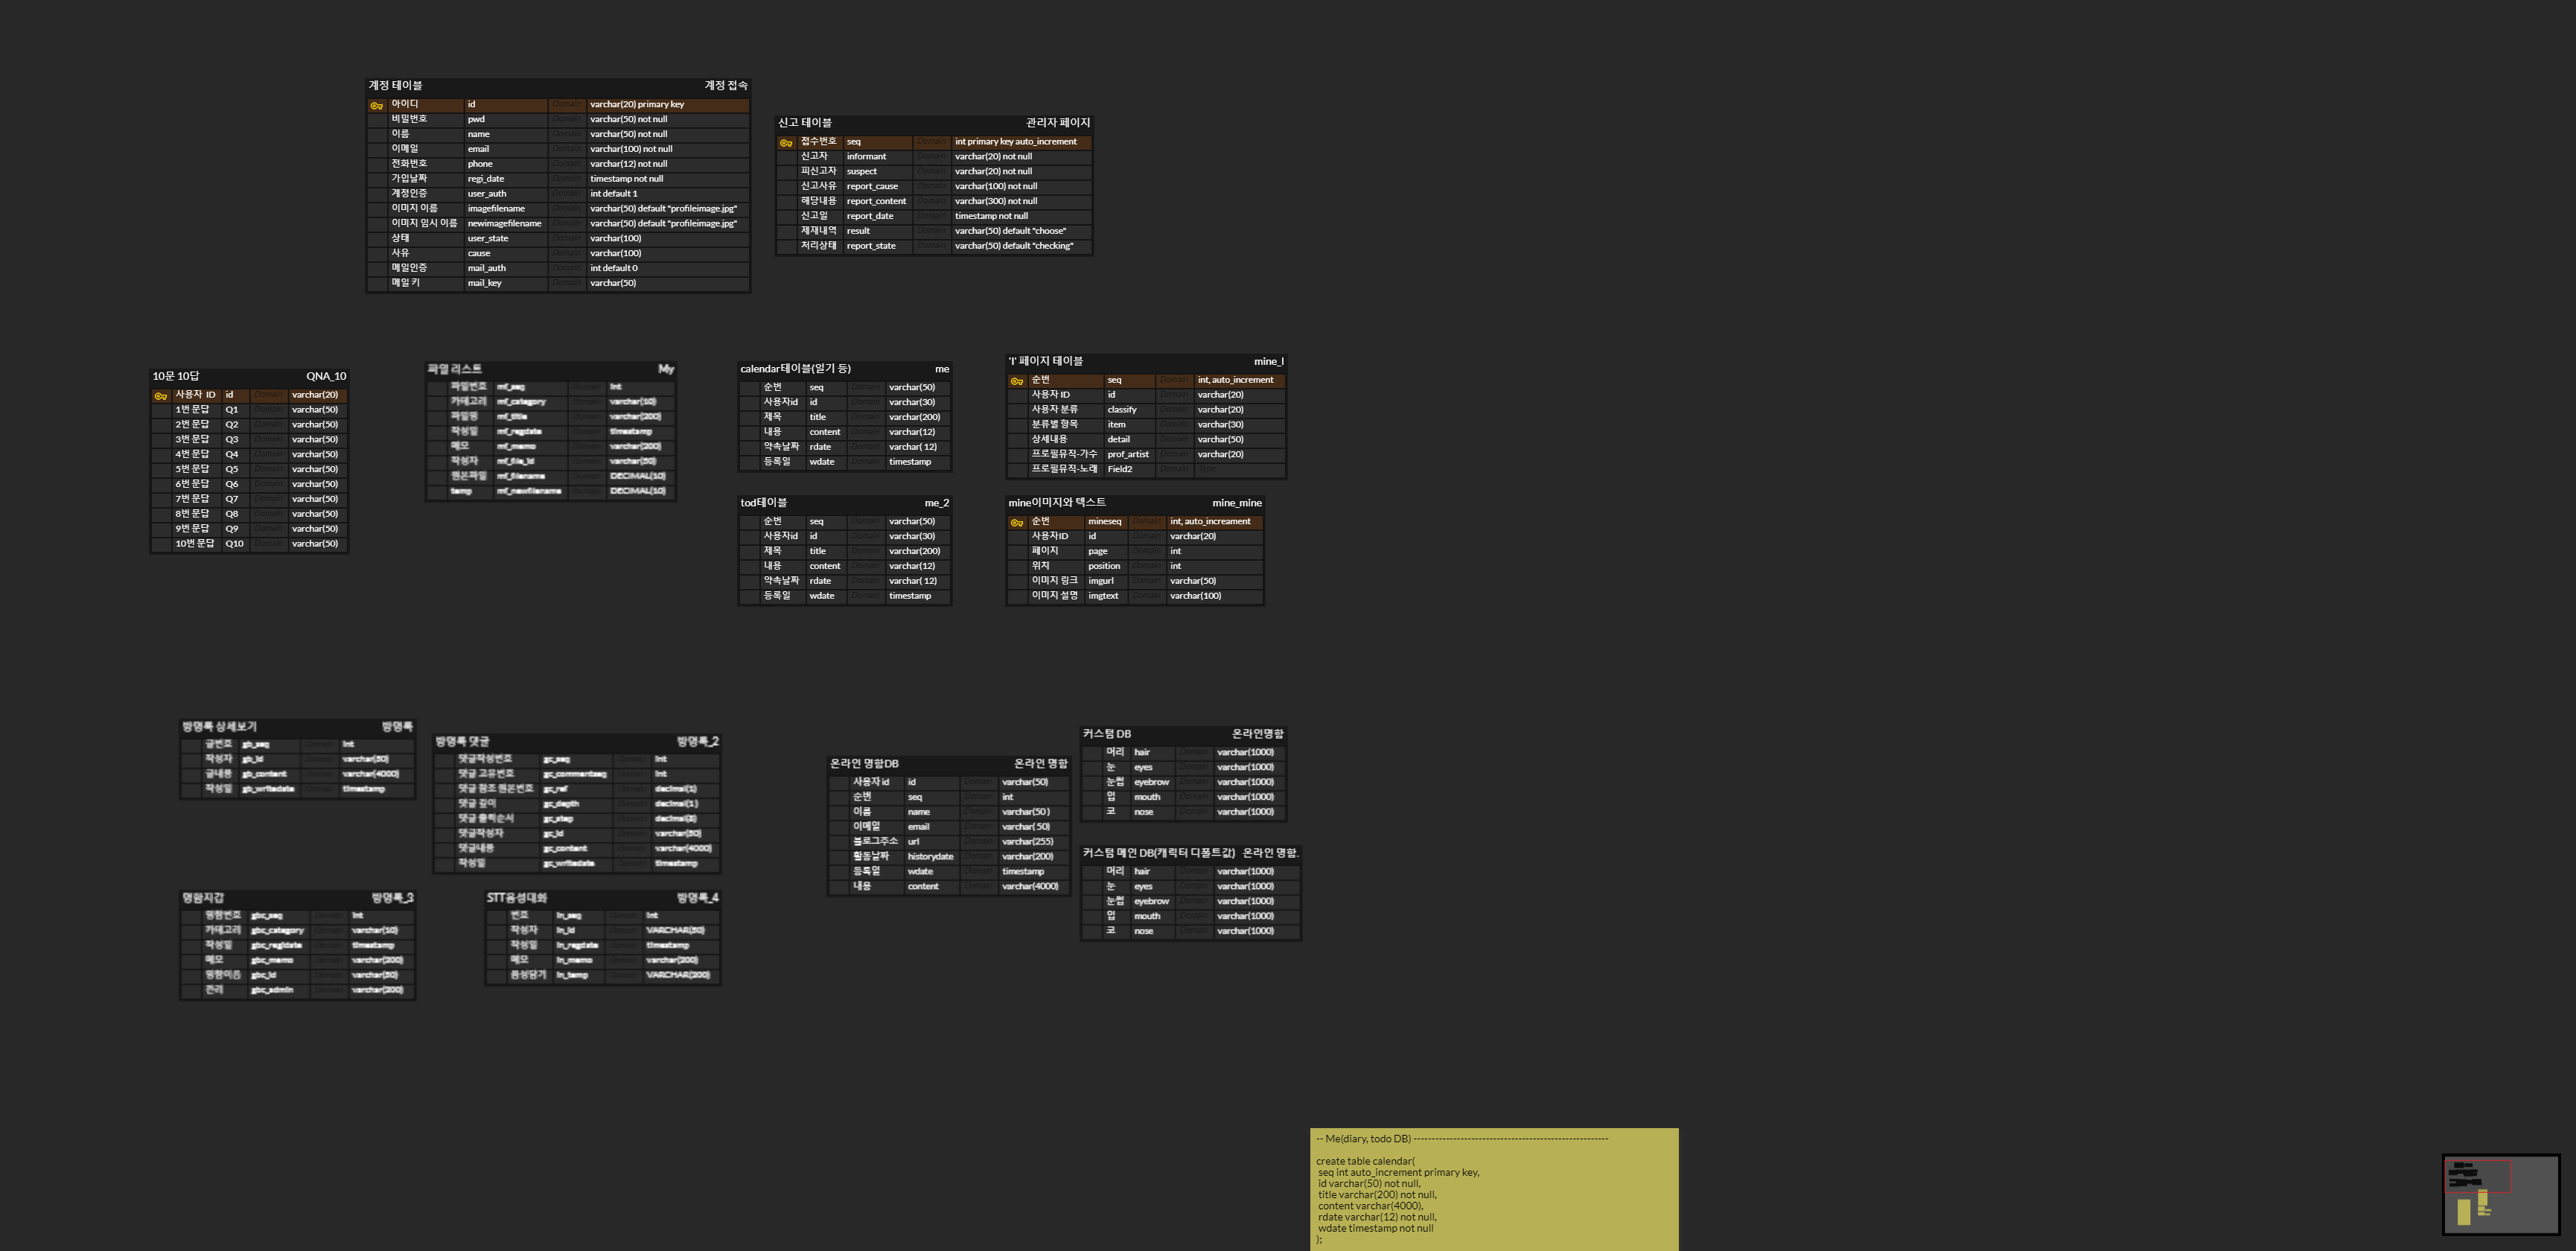 계정 테이블 계정 접속
아이디 id Domain varchar(20) primary key
비밀번호 pwd Domain varchar(50) not null
이름 name Domain varchar(50) not null
이메일 email Domain varchar(100) not null
전화번호 phone Domain varchar(12) not null
가입날짜 regi_date Domain timestamp not null
계정인증 user_auth Domain int default 1
이미지 이름 imagefilename Domain varchar(50) default "profileimage.jpg"
이미지 임시 이름 newimagefilename Domain varchar(50) default "profileimage.jpg"
상태 user_state Domain varchar(100)
사유 cause Domain varchar(100)
메일인증 mail_auth Domain int default 0
메일 키 mail_key Domain varchar(50)
신고 테이블 관리자 페이지
접수번호 seq Domain int primary key auto_increment
신고자 informant Domain varchar(20) not null
피신고자 suspect Domain varchar(20) not null
신고사유 report_cause Domain varchar(100) not null
해당내용 report_content Domain varchar(300) not null
신고일 report_date Domain timestamp not null
제재내역 result Domain varchar(50) default "choose"
처리상태 report_state Domain varchar(50) default "checking"
10문 10답 QNA_10
사용자 ID id Domain varchar(20)
1번 문답 Q1 Domain varchar(50)
2번 문답 Q2 Domain varchar(50)
3번 문답 Q3 Domain varchar(50)
4번 문답 Q4 Domain varchar(50)
5번 문답 Q5 Domain varchar(50)
6번 문답 Q6 Domain varchar(50)
7번 문답 Q7 Domain varchar(50)
8번 문답 Q8 Domain varchar(50)
9번 문답 Q9 Domain varchar(50)
10번 문답 Q10 Domain varchar(50)
파일 리스트 My
파일번호 mf_seq Domain int
카테고리 mf_category Domain varchar(10)
파일명 mf_title Domain varchar(200)
작성일 mf_regdate Domain timestamp
메모 mf_memo Domain varchar(200)
작성자 mf_file_id Domain varchar(50)
원본파일 mf_filename Domain DECIMAL(10)
temp mf_newfilename Domain DECIMAL(10)
calendar테이블(일기 등) me
순번 seq Domain varchar(50)
사용자id id Domain varchar(30)
제목 title Domain varchar(200)
내용 content Domain varchar(12)
약속날짜 rdate Domain varchar( 12)
등록일 wdate Domain timestamp
tod테이블 me_2
순번 seq Domain varchar(50)
사용자id id Domain varchar(30)
제목 title Domain varchar(200)
내용 content Domain varchar(12)
약속날짜 rdate Domain varchar( 12)
등록일 wdate Domain timestamp
'I' 페이지 테이블 mine_I
순번 seq Domain int, auto_increment
사용자 ID id Domain varchar(20)
사용자 분류 classify Domain varchar(20)
분류별 항목 item Domain varchar(30)
상세내용 detail Domain varchar(50)
프로필뮤직-가수 prof_artist Domain varchar(20)
프로필뮤직-노래 Field2 Domain Type
mine이미지와 텍스트 mine_mine
순번 mineseq Domain int, auto_increament
사용자ID id Domain varchar(20)
페이지 page Domain int
위치 position Domain int
이미지 링크 imgurl Domain varchar(50)
이미지 설명 imgtext Domain varchar(100)
방명록 상세보기 방명록
글번호 gb_seq Domain int
작성자 gb_id Domain varchar(50)
글내용 gb_content Domain varchar(4000)
작성일 gb_writedate Domain timestamp
방명록 댓글 방명록_2
댓글작성번호 gc_seq Domain int
댓글 고유번호 gc_commentseq Domain int
댓글 참조 원본번호 gc_ref Domain decimal(1)
댓글 깊이 gc_depth Domain decimal(1)
댓글 출력순서 gc_step Domain
댓글작성자 gc_id Domain varchar(50)
댓글내용 gc_content Domain varchar(4000)
작성일 gc_writedate Domain timestamp
명함지갑 방명록_3
명함번호 gbc_seq Domain int
카테고리 gbc_category Domain varchar(10)
작성일 gbc_regidate Domain timestamp
메모 gbc_memo Domain varchar(200)
명함이름 gbc_id Domain varchar(50)
관리 gbc_admin Domain varchar(200)
STT음성대화 방명록_4
번호 in_seq Domain int
작성자 in_id Domain VARCHAR(50)
작성일 in_regdate Domain timestamp
메모 in_memo Domain varchar(200)
음성담기 in_temp Domain VARCHAR(200)
온라인 명함DB 온라인 명함
사용자 id id Domain varchar(50)
순번 seq Domain int
이름 name Domain varchar(50 )
이메일 email Domain varchar( 50)
블로그주소 url Domain varchar(255)
활동날짜 historydate Domain varchar(200)
등록일 wdate Domain timestamp
내용 content Domain varchar(4000)
커스텀 DB 온라인명함
머리 hair Domain varchar(1000)
눈 eyes Domain varchar(1000)
눈썹 eyebrow Domain varchar(1000)
입 mouth Domain varchar(1000)
코 nose Domain varchar(1000)
커스텀 메인 DB(캐릭터 디폴트값) 온라인 명함.
머리 hair Domain varchar(1000)
눈 eyes Domain varchar(1000)
눈썹 eyebrow Domain varchar(1000)
입 mouth Domain varchar(1000)
코 nose Domain varchar(1000)
-- Me(diary, todo DB) ------------------------------------------------------
create table calendar(
seq int auto_increment primary key,
id varchar(50) not null,
title varchar(200) not null,
content varchar(4000),
rdate varchar(12) not null,
wdate timestamp not null
);